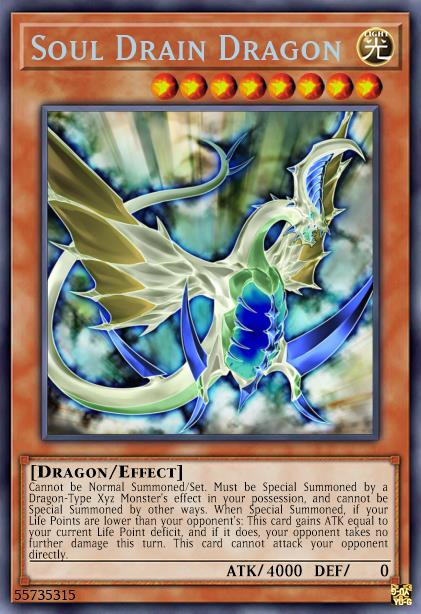 Soul Drain Dragon
LIGHT
光
[Dragon/Effect]
Cannot be Normal Summoned/Set. Must be Special Summoned by a
Dragon-Type Xyz Monster's effect in your possession, and cannot be
Special Summoned by other ways. When Special Summoned, if your
Life Points are lower than your opponent's: This card gains ATK equal to
your current Life Point deficit, and if it does, your opponent takes no
further damage this turn. This card cannot attack your opponent
directly.
ATK/ 4000 DEF/ 0
55735315